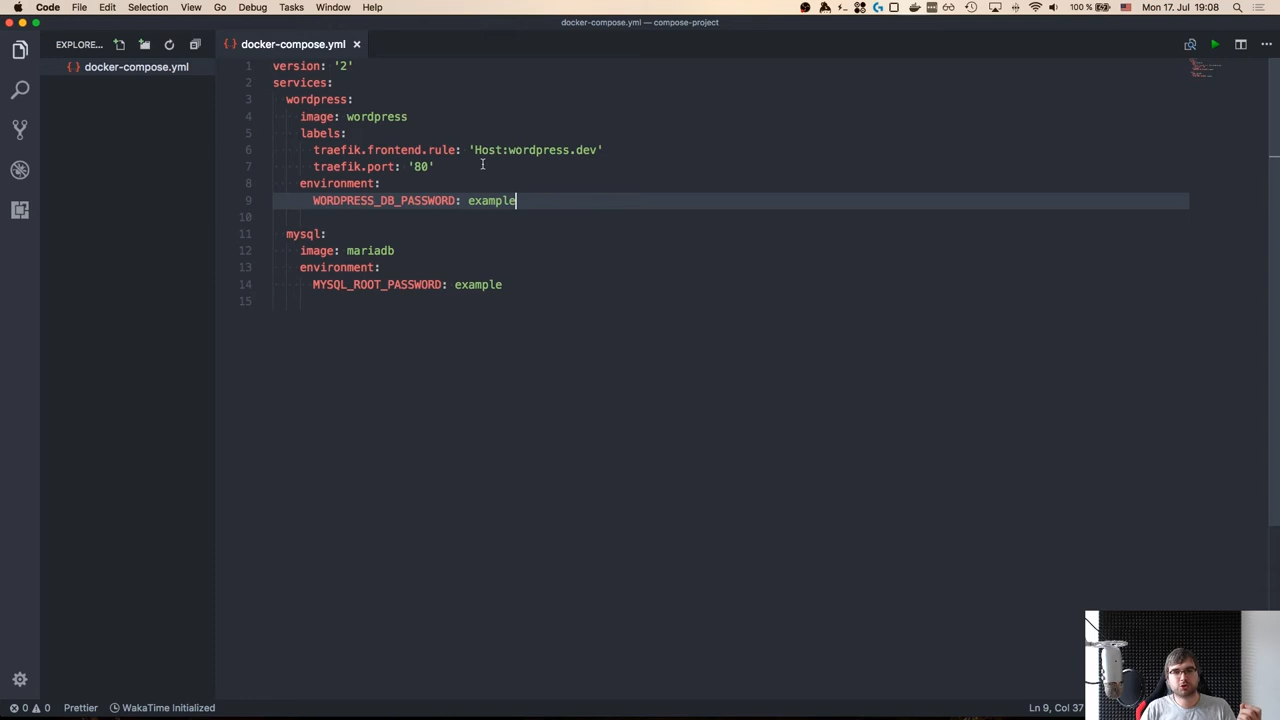 Code File Edit Selection View Go Debug Tasks Window Help 100 % Mon 17. Jul 19:08
docker-compose.yml — compose-project
EXPLORE... docker-compose.yml
docker-compose.yml
1 version: '2'
2 services:
3 wordpress:
4 image: wordpress
5 labels:
6 traefik.frontend.rule: 'Host:wordpress.dev'
7 traefik.port: '80'
8 environment:
9 WORDPRESS_DB_PASSWORD: example
10
11 mysql:
12 image: mariadb
13 environment:
14 MYSQL_ROOT_PASSWORD: example
15
0 0 Prettier WakaTime Initialized Ln 9, Col 37